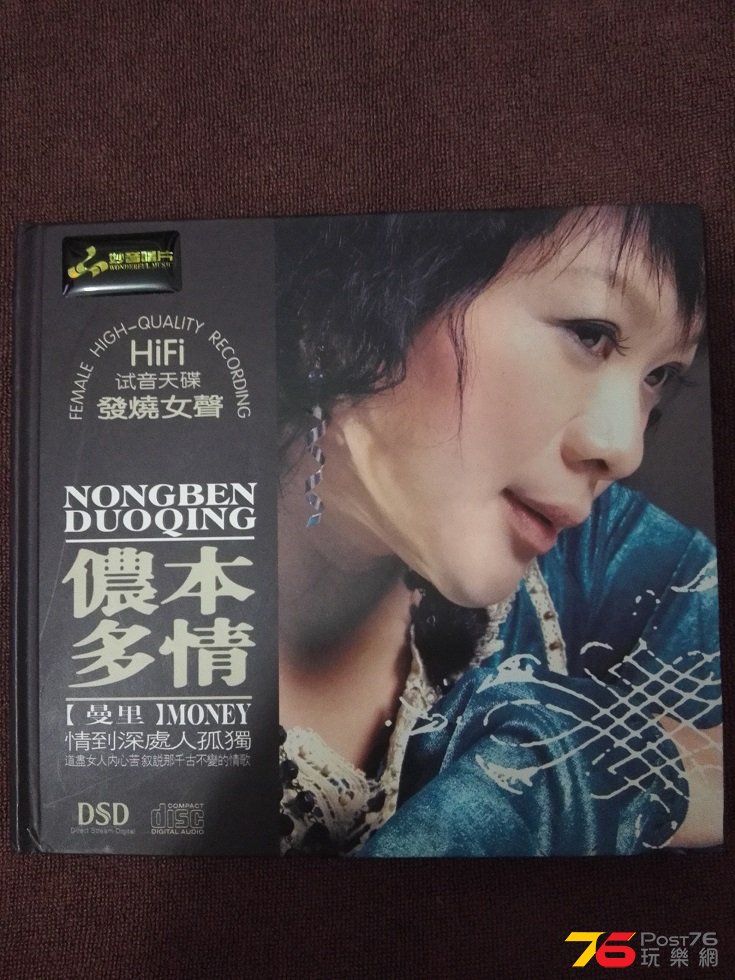 妙音唱片
WONDERFUL MUSIC
FEMALE HIGH-QUALITY RECORDING
HiFi
试音天碟
發燒女聲
NONGBEN
DUOQING
儂本
多情
【曼里】MONEY
情到深處人孤獨
道盡女人内心苦 叙説那千古不變的情歌
DSD
Direct Stream Digital
COMPACT
disc
DIGITAL AUDIO
76 POST76
玩樂網